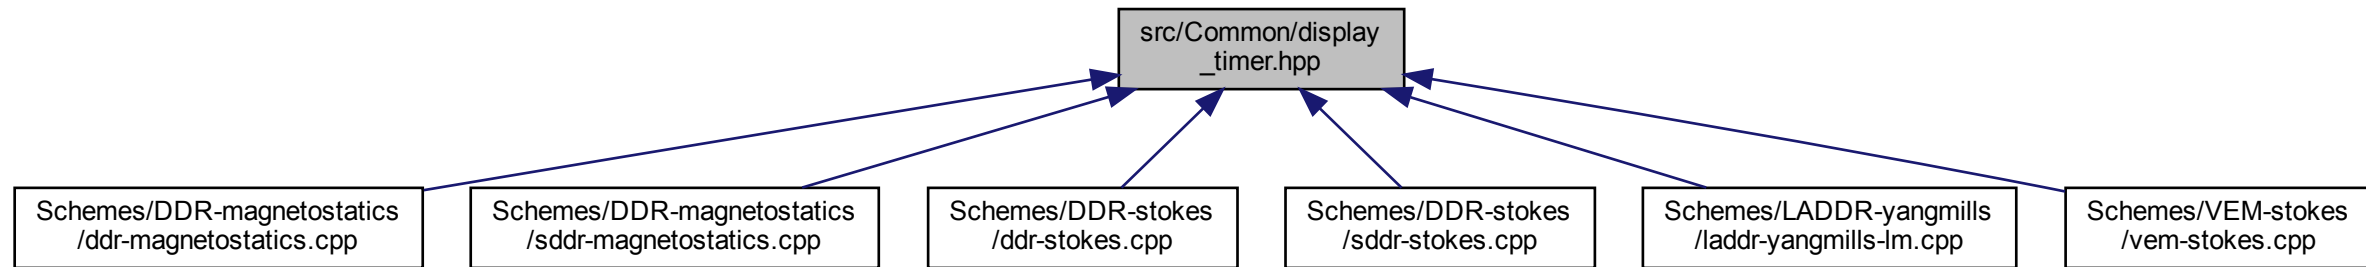 src/Common/display
_timer.hpp
Schemes/DDR-magnetostatics
/ddr-magnetostatics.cpp
Schemes/DDR-magnetostatics
/sddr-magnetostatics.cpp
Schemes/DDR-stokes
/ddr-stokes.cpp
Schemes/DDR-stokes
/sddr-stokes.cpp
Schemes/LADDR-yangmills
/laddr-yangmills-lm.cpp
Schemes/VEM-stokes
/vem-stokes.cpp